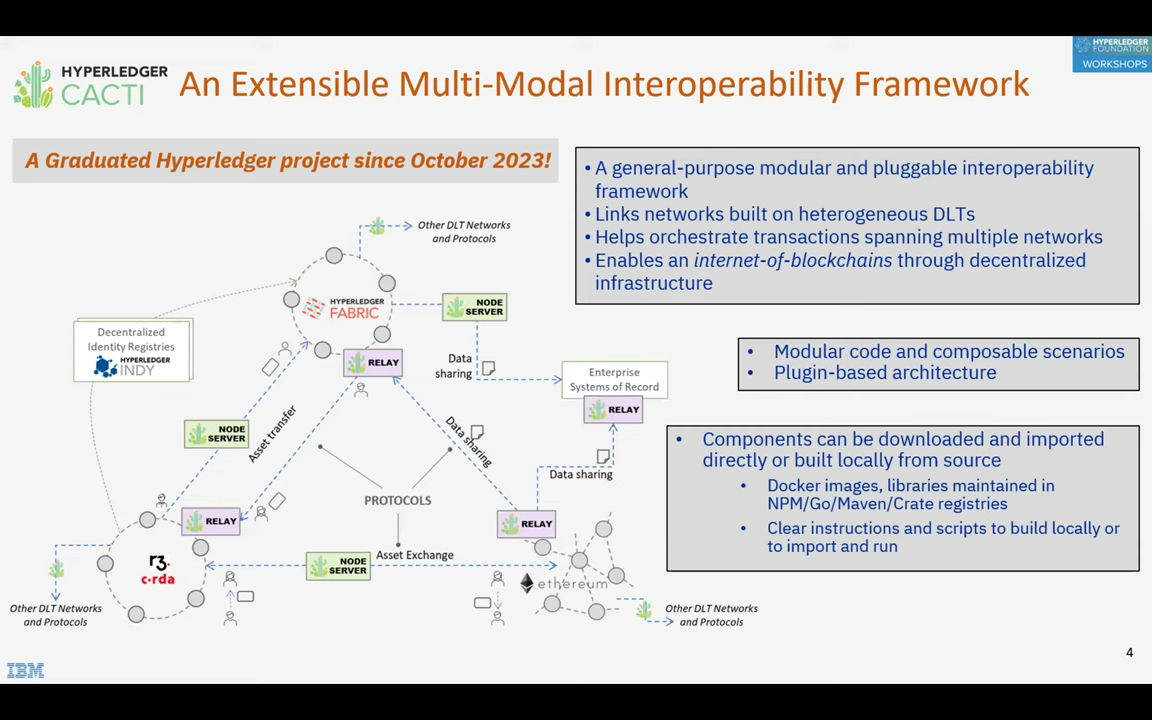 HYPERLEDGER
FOUNDATION
WORKSHOPS
HYPERLEDGER
CACTI
An Extensible Multi-Modal Interoperability Framework
A Graduated Hyperledger project since October 2023!
• A general-purpose modular and pluggable interoperability
framework
• Links networks built on heterogeneous DLTs
• Helps orchestrate transactions spanning multiple networks
• Enables an internet-of-blockchains through decentralized
infrastructure
• Modular code and composable scenarios
• Plugin-based architecture
• Components can be downloaded and imported
directly or built locally from source
• Docker images, libraries maintained in
NPM/Go/Maven/Crate registries
• Clear instructions and scripts to build locally or
to import and run
Other DLT Networks
and Protocols
HYPERLEDGER
FABRIC
NODE
SERVER
Decentralized
Identity Registries
HYPERLEDGER
INDY
RELAY
Data
sharing
Enterprise
Systems of Record
RELAY
NODE
SERVER
Asset transfer
Data sharing
Data sharing
PROTOCOLS
RELAY
RELAY
r3.
c·rda
NODE
SERVER
Asset Exchange
ethereum
Other DLT Networks
and Protocols
Other DLT Networks
and Protocols
4
IBM